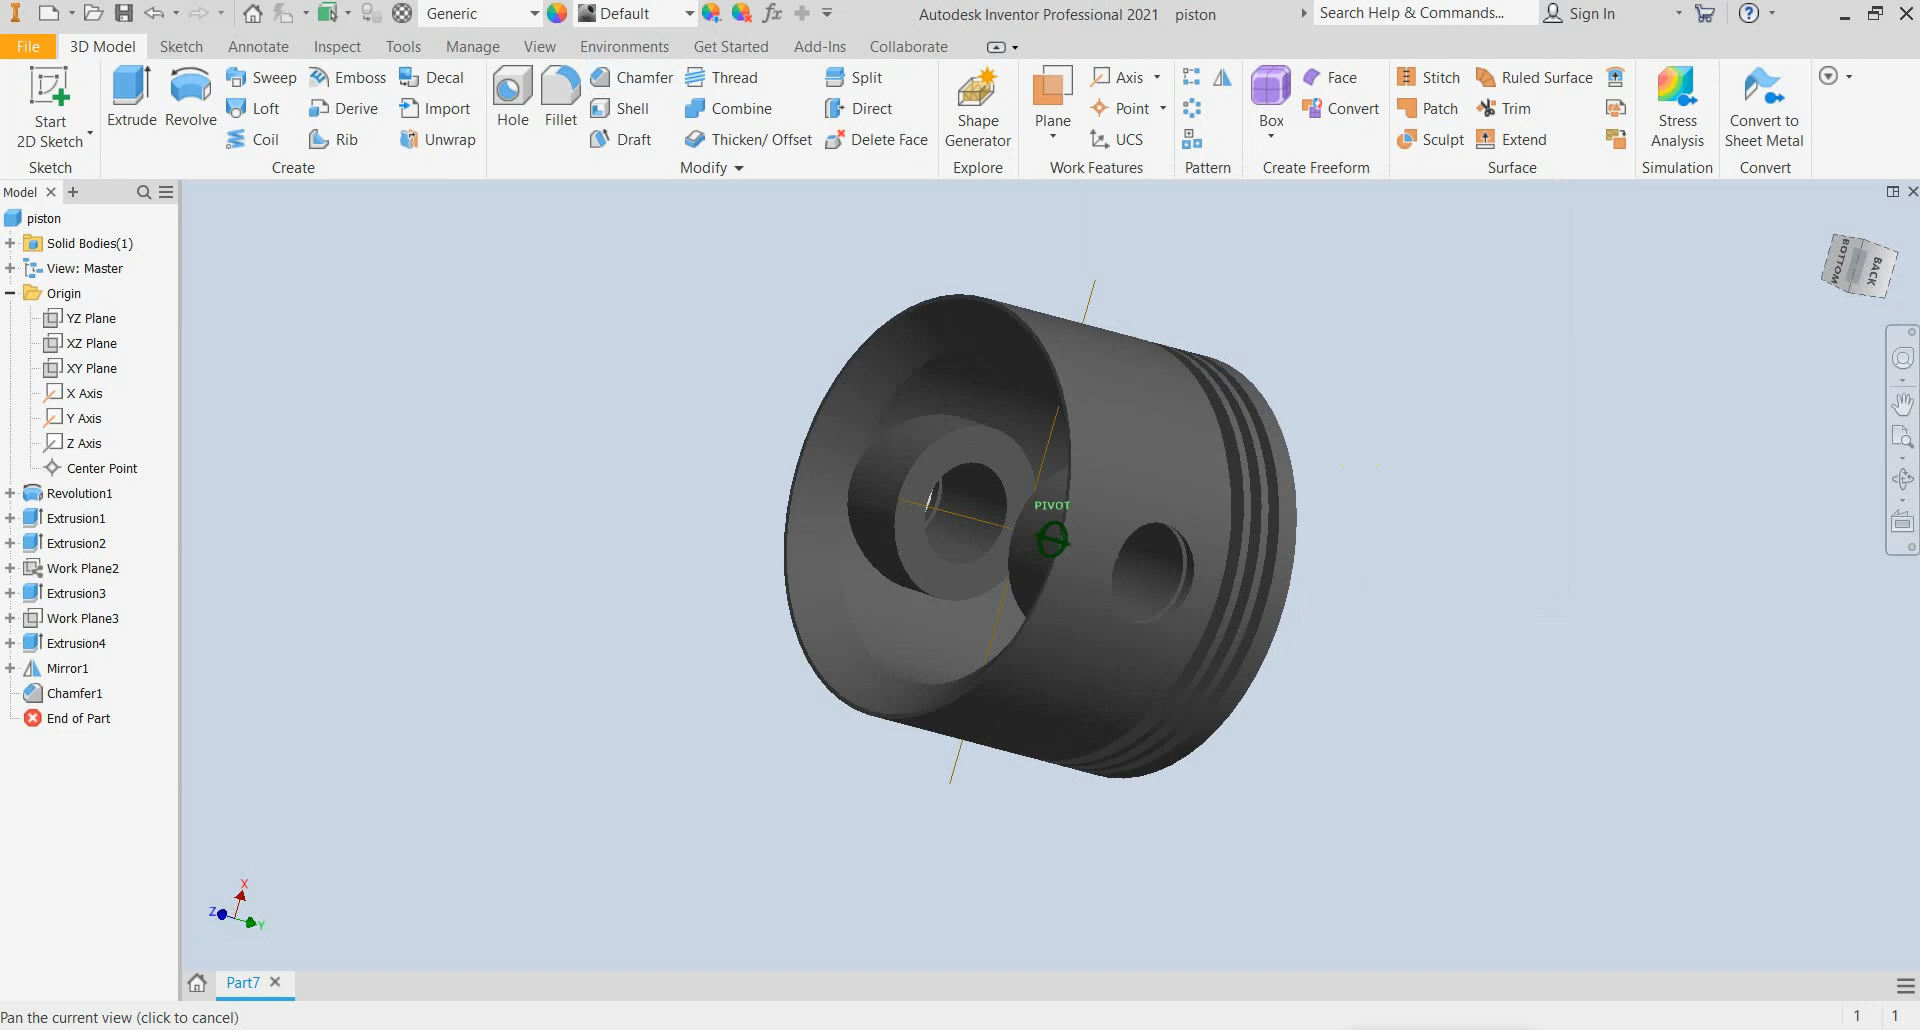 Generic
Default
fx
Autodesk Inventor Professional 2021 piston
Search Help & Commands...
Sign In
File
3D Model
Sketch
Annotate
Inspect
Tools
Manage
View
Environments
Get Started
Add-Ins
Collaborate
Start
2D Sketch
Sketch
Extrude
Revolve
Sweep
Loft
Coil
Emboss
Derive
Rib
Decal
Import
Unwrap
Create
Hole
Fillet
Chamfer
Shell
Draft
Thread
Combine
Thicken/ Offset
Split
Direct
Delete Face
Modify
Shape
Generator
Explore
Plane
Axis
Point
UCS
Work Features
Pattern
Box
Face
Convert
Create Freeform
Stitch
Patch
Sculpt
Ruled Surface
Trim
Extend
Surface
Stress
Analysis
Simulation
Convert to
Sheet Metal
Convert
Model
piston
Solid Bodies(1)
View: Master
Origin
YZ Plane
XZ Plane
XY Plane
X Axis
Y Axis
Z Axis
Center Point
Revolution1
Extrusion1
Extrusion2
Work Plane2
Extrusion3
Work Plane3
Extrusion4
Mirror1
Chamfer1
End of Part
BOTTOM
BACK
PIVOT
X
Z
Y
Part7
Pan the current view (click to cancel)
1 1